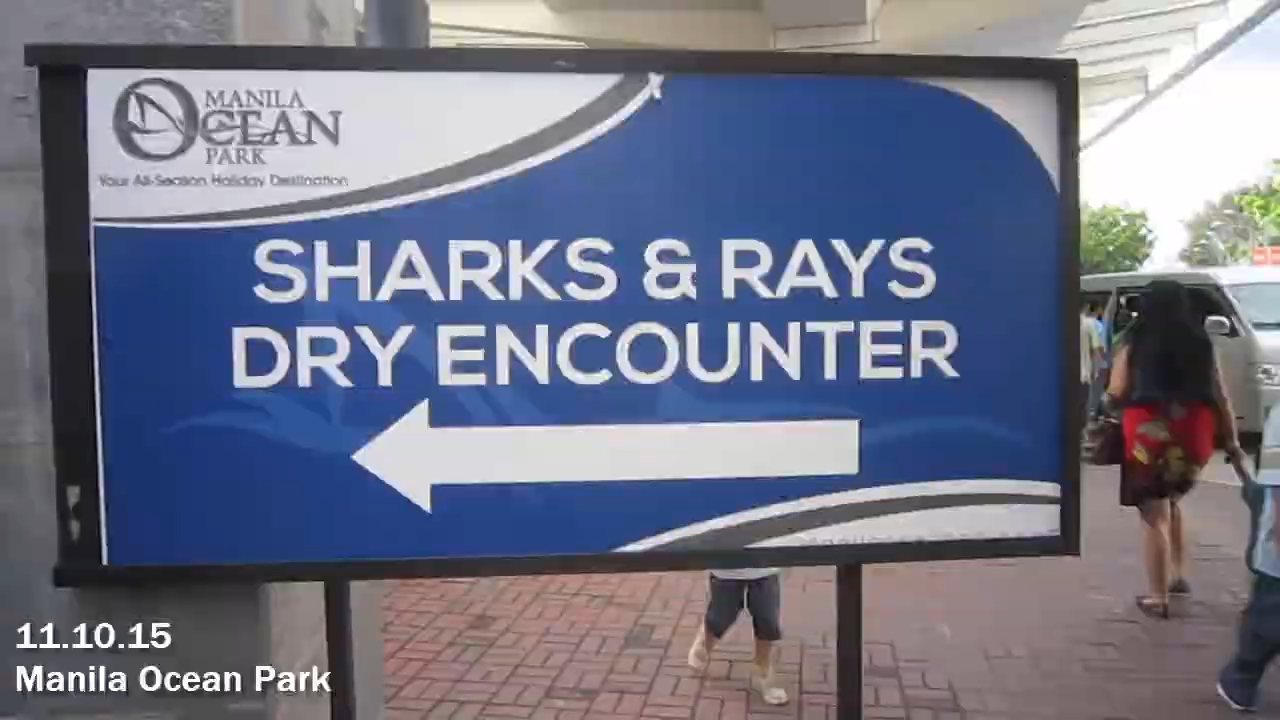 MANILA
OCEAN
PARK
Your All-Season Holiday Destination
SHARKS & RAYS
DRY ENCOUNTER
11.10.15
Manila Ocean Park